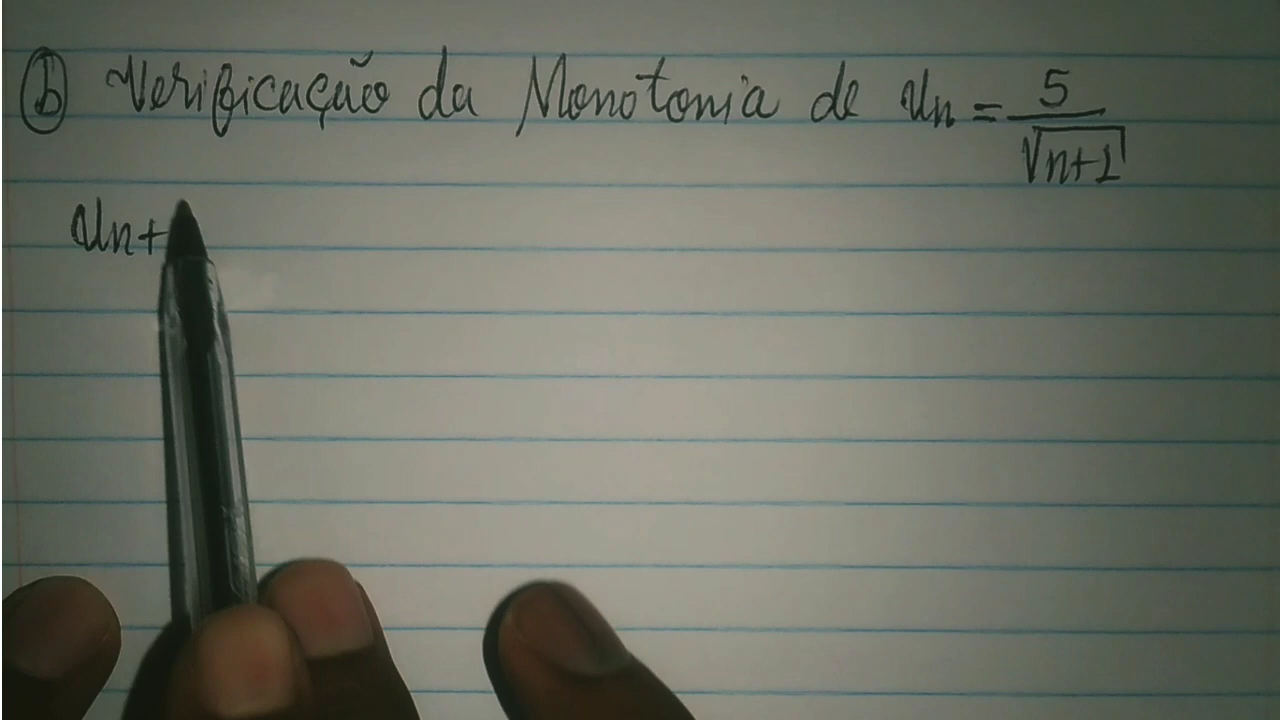 b Verificação da Monotonia de Un = 5/√n+1
Un+